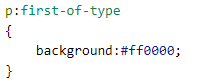 p:first-of-type
{
    background:#ff0000;
}